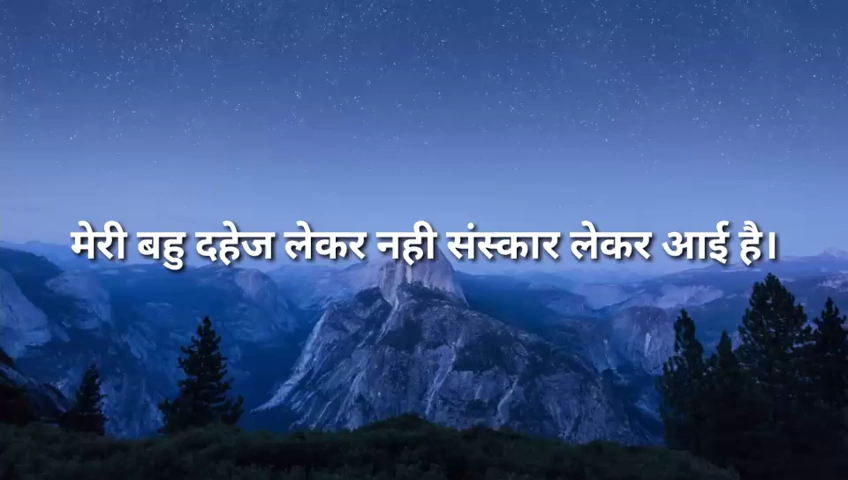 मेरी बहु दहेज लेकर नही संस्कार लेकर आई है।